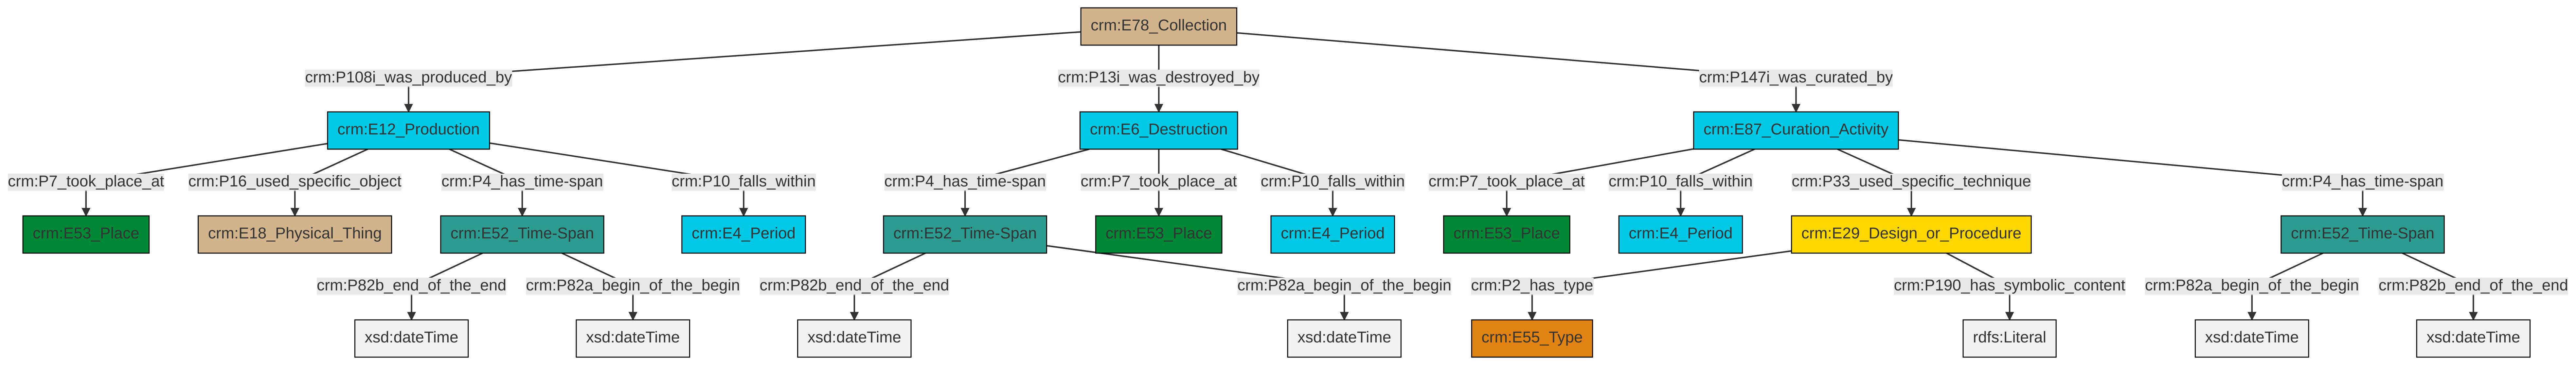 crm:E78_Collection
crm:P108i_was_produced_by
crm:P13i_was_destroyed_by
crm:P147i_was_curated_by
crm:E12_Production
crm:E6_Destruction
crm:E87_Curation_Activity
crm:P7_took_place_at
crm:P16_used_specific_object
crm:P4_has_time-span
crm:P10_falls_within
crm:P4_has_time-span
crm:P7_took_place_at
crm:P10_falls_within
crm:P7_took_place_at
crm:P10_falls_within
crm:P33_used_specific_technique
crm:P4_has_time-span
crm:E53_Place
crm:E18_Physical_Thing
crm:E52_Time-Span
crm:E4_Period
crm:E52_Time-Span
crm:E53_Place
crm:E4_Period
crm:E53_Place
crm:E4_Period
crm:E29_Design_or_Procedure
crm:E52_Time-Span
crm:P82b_end_of_the_end
crm:P82a_begin_of_the_begin
crm:P82b_end_of_the_end
crm:P82a_begin_of_the_begin
crm:P2_has_type
crm:P190_has_symbolic_content
crm:P82a_begin_of_the_begin
crm:P82b_end_of_the_end
xsd:dateTime
xsd:dateTime
xsd:dateTime
xsd:dateTime
crm:E55_Type
rdfs:Literal
xsd:dateTime
xsd:dateTime